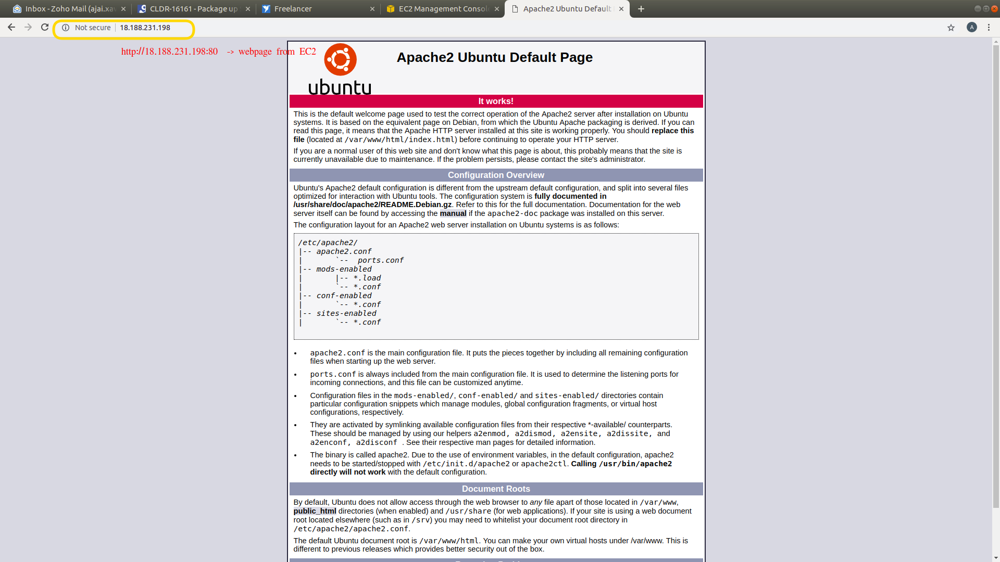 Inbox - Zoho Mail (ajai.xa
CLDR-16161 - Package up
Freelancer
EC2 Management Consol
Apache2 Ubuntu Default
Not secure | 18.188.231.198
A
http://18.188.231.198:80 -> webpage from EC2
ubuntu
Apache2 Ubuntu Default Page
It works!
This is the default welcome page used to test the correct operation of the Apache2 server after installation on Ubuntu
systems. It is based on the equivalent page on Debian, from which the Ubuntu Apache packaging is derived. If you can
read this page, it means that the Apache HTTP server installed at this site is working properly. You should replace this
file (located at /var/www/html/index.html) before continuing to operate your HTTP server.
If you are a normal user of this web site and don't know what this page is about, this probably means that the site is
currently unavailable due to maintenance. If the problem persists, please contact the site's administrator.
Configuration Overview
Ubuntu's Apache2 default configuration is different from the upstream default configuration, and split into several files
optimized for interaction with Ubuntu tools. The configuration system is fully documented in
/usr/share/doc/apache2/README.Debian.gz. Refer to this for the full documentation. Documentation for the web
server itself can be found by accessing the manual if the apache2-doc package was installed on this server.
The configuration layout for an Apache2 web server installation on Ubuntu systems is as follows:
/etc/apache2/
|-- apache2.conf
|       `--  ports.conf
|-- mods-enabled
|       |-- *.load
|       `-- *.conf
|-- conf-enabled
|       `-- *.conf
|-- sites-enabled
|       `-- *.conf
• apache2.conf is the main configuration file. It puts the pieces together by including all remaining configuration
files when starting up the web server.
• ports.conf is always included from the main configuration file. It is used to determine the listening ports for
incoming connections, and this file can be customized anytime.
• Configuration files in the mods-enabled/, conf-enabled/ and sites-enabled/ directories contain
particular configuration snippets which manage modules, global configuration fragments, or virtual host
configurations, respectively.
• They are activated by symlinking available configuration files from their respective *-available/ counterparts.
These should be managed by using our helpers a2enmod, a2dismod, a2ensite, a2dissite, and
a2enconf, a2disconf . See their respective man pages for detailed information.
• The binary is called apache2. Due to the use of environment variables, in the default configuration, apache2
needs to be started/stopped with /etc/init.d/apache2 or apache2ctl. Calling /usr/bin/apache2
directly will not work with the default configuration.
Document Roots
By default, Ubuntu does not allow access through the web browser to any file apart of those located in /var/www,
public_html directories (when enabled) and /usr/share (for web applications). If your site is using a web document
root located elsewhere (such as in /srv) you may need to whitelist your document root directory in
/etc/apache2/apache2.conf.
The default Ubuntu document root is /var/www/html. You can make your own virtual hosts under /var/www. This is
different to previous releases which provides better security out of the box.